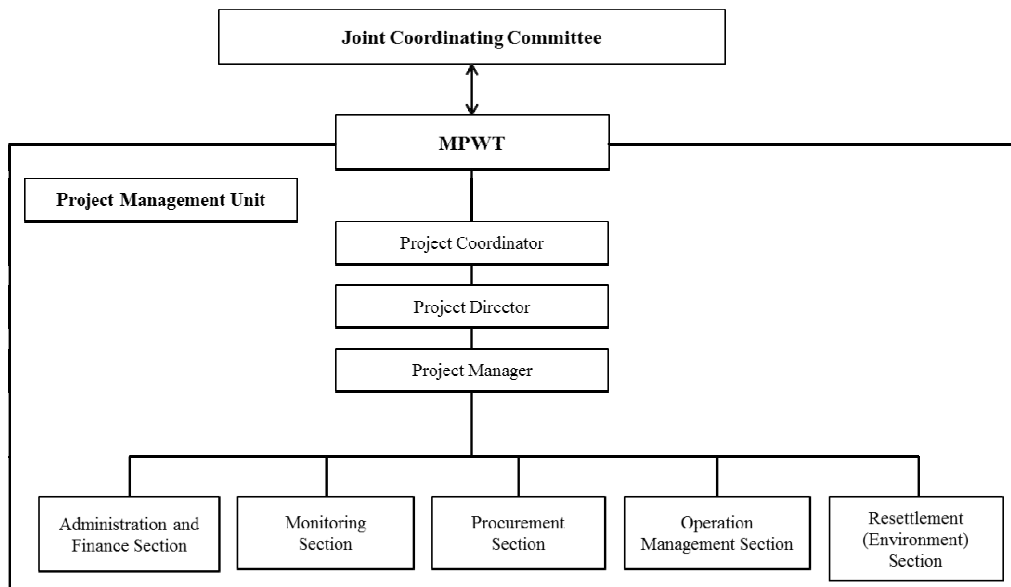 Joint Coordinating Committee
MPWT
Project Management Unit
Project Coordinator
Project Director
Project Manager
Administration and
Finance Section
Monitoring
Section
Procurement
Section
Operation
Management Section
Resettlement
(Environment)
Section